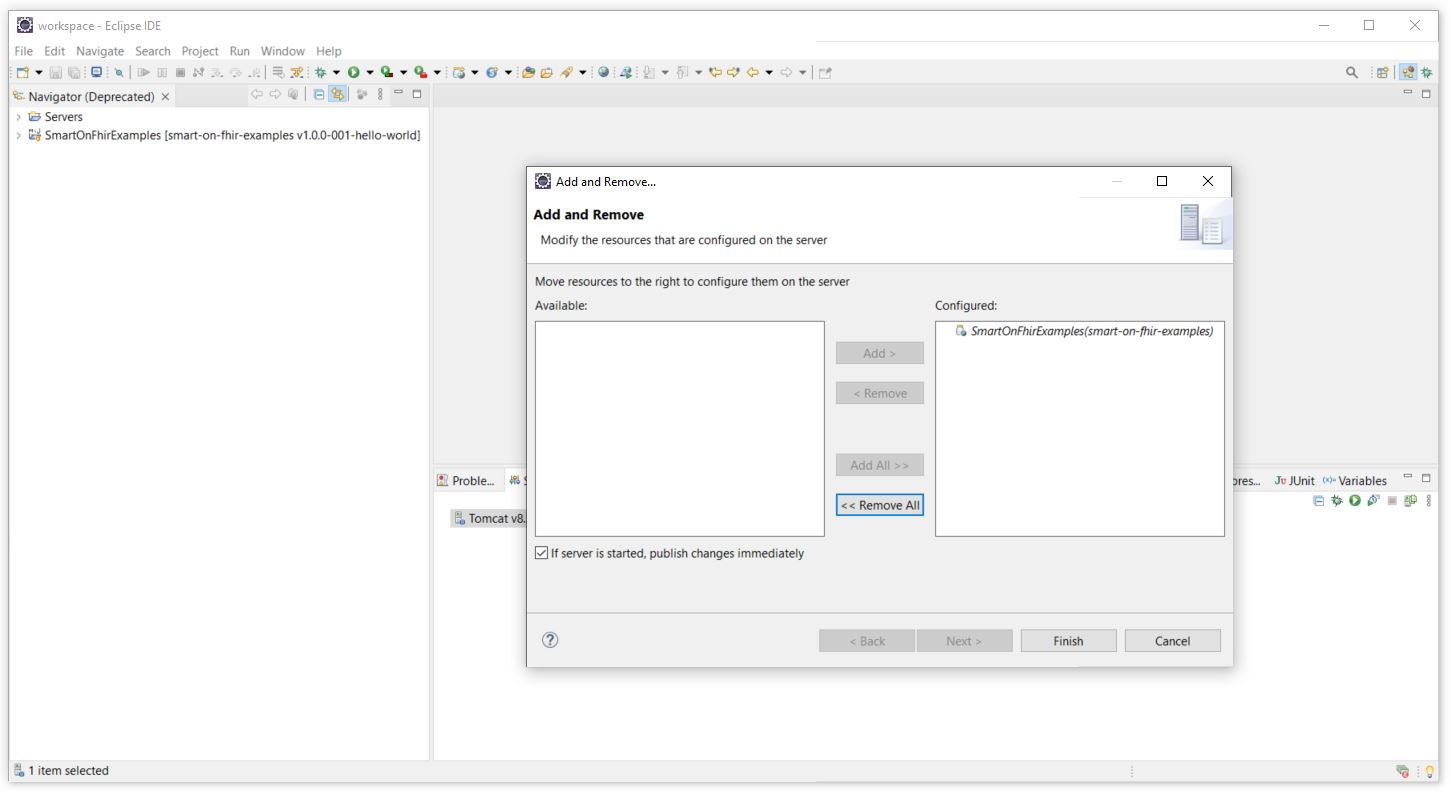 workspace - Eclipse IDE
File Edit Navigate Search Project Run Window Help
Navigator (Deprecated)
Servers
SmartOnFhirExamples [smart-on-fhir-examples v1.0.0-001-hello-world]
Add and Remove...
Add and Remove
Modify the resources that are configured on the server
Move resources to the right to configure them on the server
Available:
Configured:
SmartOnFhirExamples(smart-on-fhir-examples)
Add >
< Remove
Add All >>
<< Remove All
If server is started, publish changes immediately
< Back Next > Finish Cancel
Proble... S pres... JUnit Variables
Tomcat v8.
1 item selected